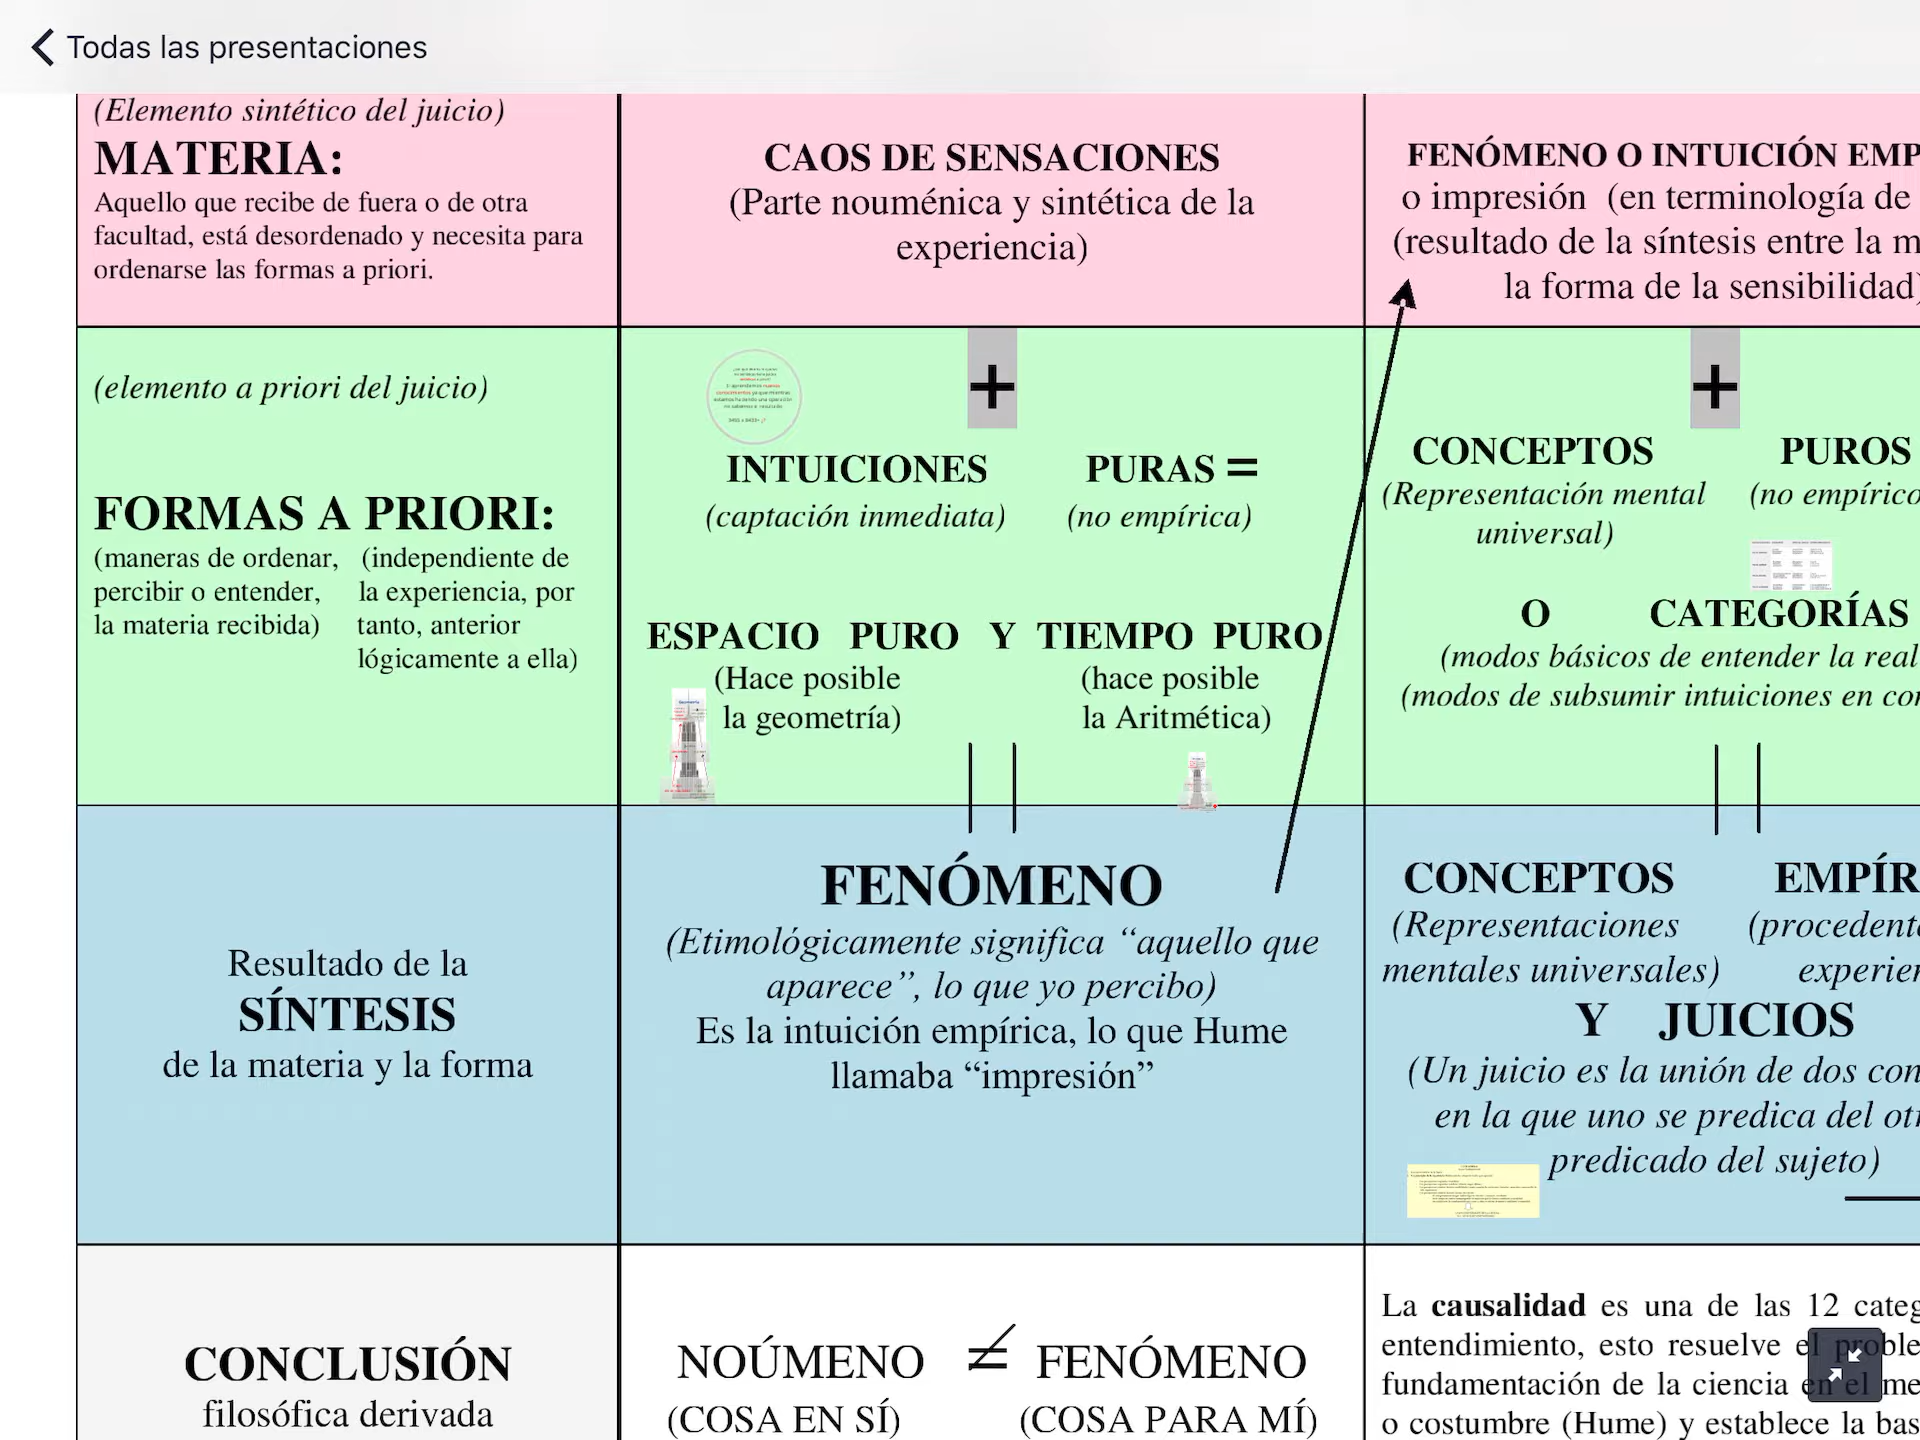 Todas las presentaciones
(Elemento sintético del juicio)
MATERIA:
Aquello que recibe de fuera o de otra
facultad, está desordenado y necesita para
ordenarse las formas a priori.
CAOS DE SENSACIONES
(Parte nouménica y sintética de la
experiencia)
FENÓMENO O INTUICIÓN EMP
o impresión (en terminología de
(resultado de la síntesis entre la m
la forma de la sensibilidad)
(elemento a priori del juicio)
FORMAS A PRIORI:
(maneras de ordenar,
percibir o entender,
la materia recibida)
(independiente de
la experiencia, por
tanto, anterior
lógicamente a ella)
+
INTUICIONES PURAS =
(captación inmediata) (no empírica)
ESPACIO PURO Y TIEMPO PURO
(Hace posible
la geometría)
(hace posible
la Aritmética)
+
CONCEPTOS PUROS
(Representación mental
universal)
(no empírico
O CATEGORÍAS
(modos básicos de entender la real
(modos de subsumir intuiciones en con
Resultado de la
SÍNTESIS
de la materia y la forma
FENÓMENO
(Etimológicamente significa “aquello que
aparece”, lo que yo percibo)
Es la intuición empírica, lo que Hume
llamaba “impresión”
CONCEPTOS EMPÍR
(Representaciones
mentales universales)
(procedent
experien
Y JUICIOS
(Un juicio es la unión de dos con
en la que uno se predica del ot
predicado del sujeto)
CONCLUSIÓN
filosófica derivada
NOÚMENO ≠ FENÓMENO
(COSA EN SÍ) (COSA PARA MÍ)
La causalidad es una de las 12 categ
entendimiento, esto resuelve el proble
fundamentación de la ciencia en el me
o costumbre (Hume) y establece la bas